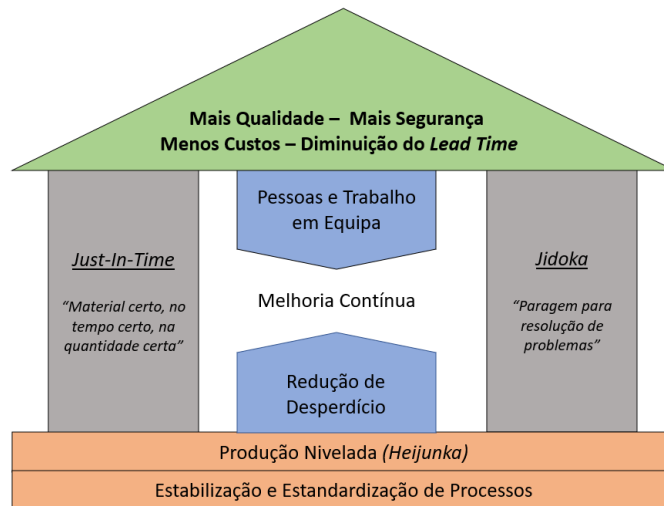 Mais Qualidade – Mais Segurança
Menos Custos – Diminuição do Lead Time
Pessoas e Trabalho
em Equipa
Just-In-Time
“Material certo, no
tempo certo, na
quantidade certa”
Melhoria Contínua
Jidoka
“Paragem para
resolução de
problemas”
Redução de
Desperdício
Produção Nivelada (Heijunka)
Estabilização e Estandardização de Processos